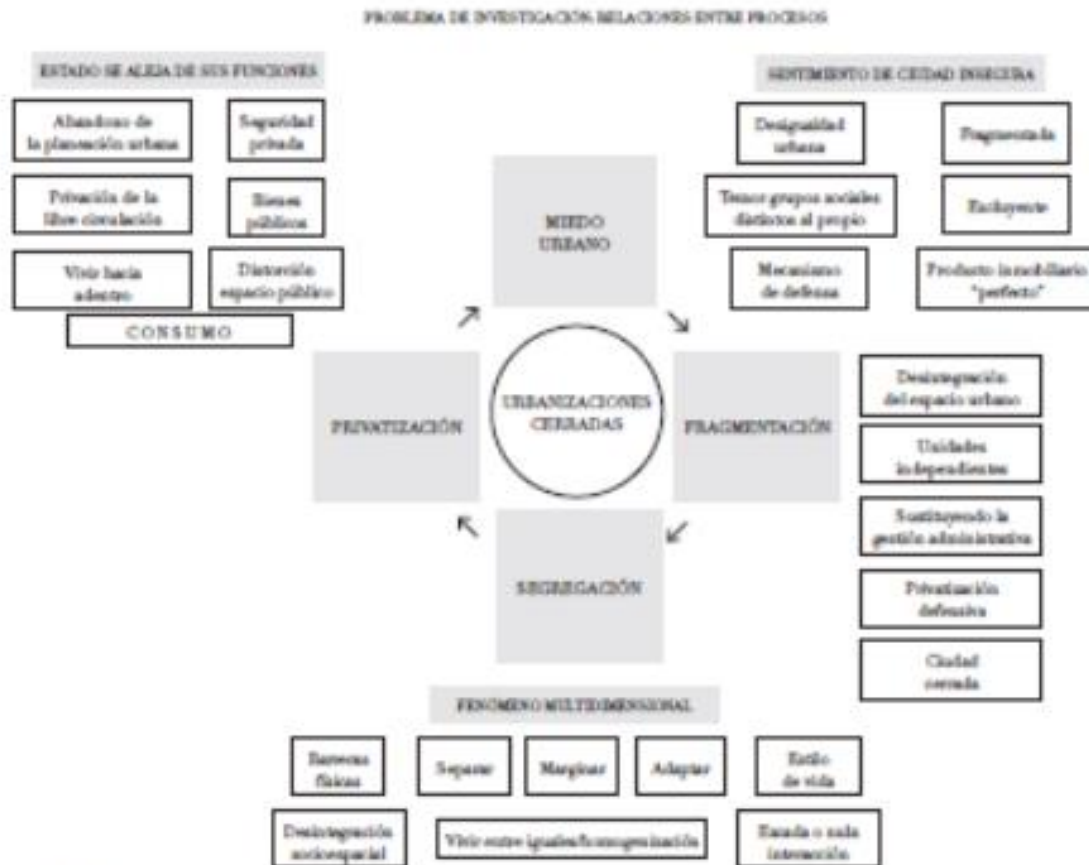 PROBLEMA DE INVESTIGACIÓN: RELACIONES ENTRE PROCESOS
ESTADO SE ALEJA DE SUS FUNCIONES
Abandono de
la planeación urbana
Seguridad
privada
Privación de la
libre circulación
Bienes
públicos
Vivir hacia
adentro
Distorción
espacio público
CONSUMO
SENTIMIENTO DE CIUDAD INSEGURA
Desigualdad
urbana
Fragmentada
Temor grupos sociales
distintos al propio
Excluyente
Mecanismo
de defensa
Producto inmobiliario
"perfecto"
MIEDO
URBANO
PRIVATIZACIÓN
URBANIZACIONES
CERRADAS
FRAGMENTACIÓN
SEGREGACIÓN
Desintegración
del espacio urbano
Unidades
independientes
Sustituyendo la
gestión administrativa
Privatización
defensiva
Ciudad
cerrada
FENÓMENO MULTIDIMENSIONAL
Barreras
físicas
Separar
Marginar
Adaptar
Estilo
de vida
Desintegración
socioespacial
Vivir entre iguales/homogenización
Escasa o nula
interacción